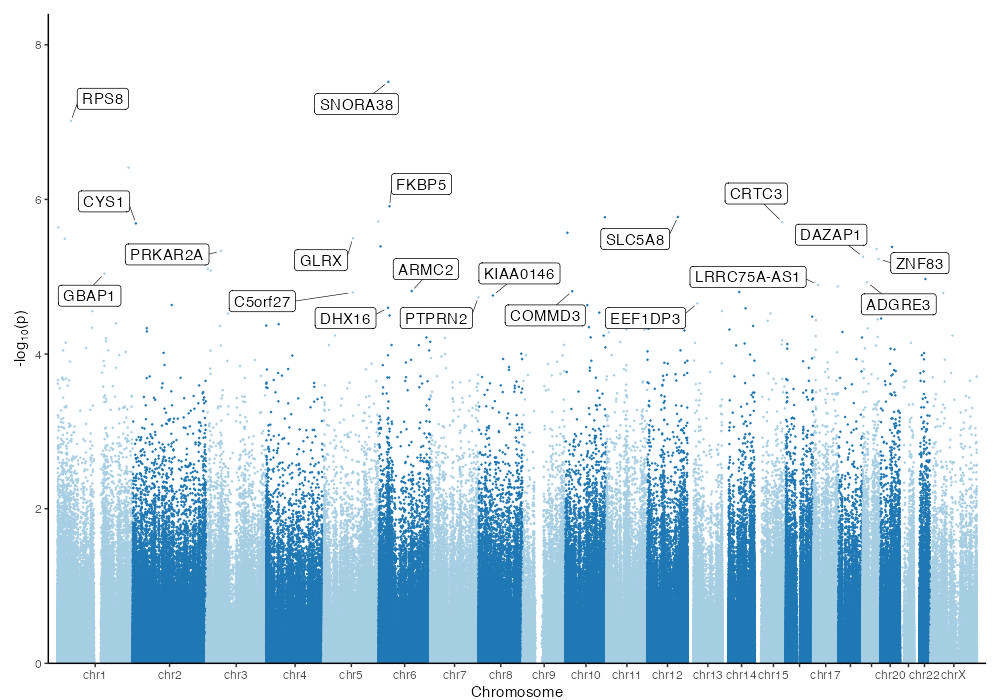 8
RPS8
SNORA38
6
FKBP5
CRTC3
CYS1
DAZAP1
SLC5A8
PRKAR2A
GLRX
ZNF83
ARMC2
KIAA0146
LRRC75A-AS1
GBAP1
C5orf27
ADGRE3
DHX16
PTPRN2
COMMD3
EEF1DP3
-log10(p)
4
2
0
chr1 chr2 chr3 chr4 chr5 chr6 chr7 chr8 chr9 chr10 chr11 chr12 chr13 chr14 chr15 chr17 chr20 chr22 chrX
Chromosome